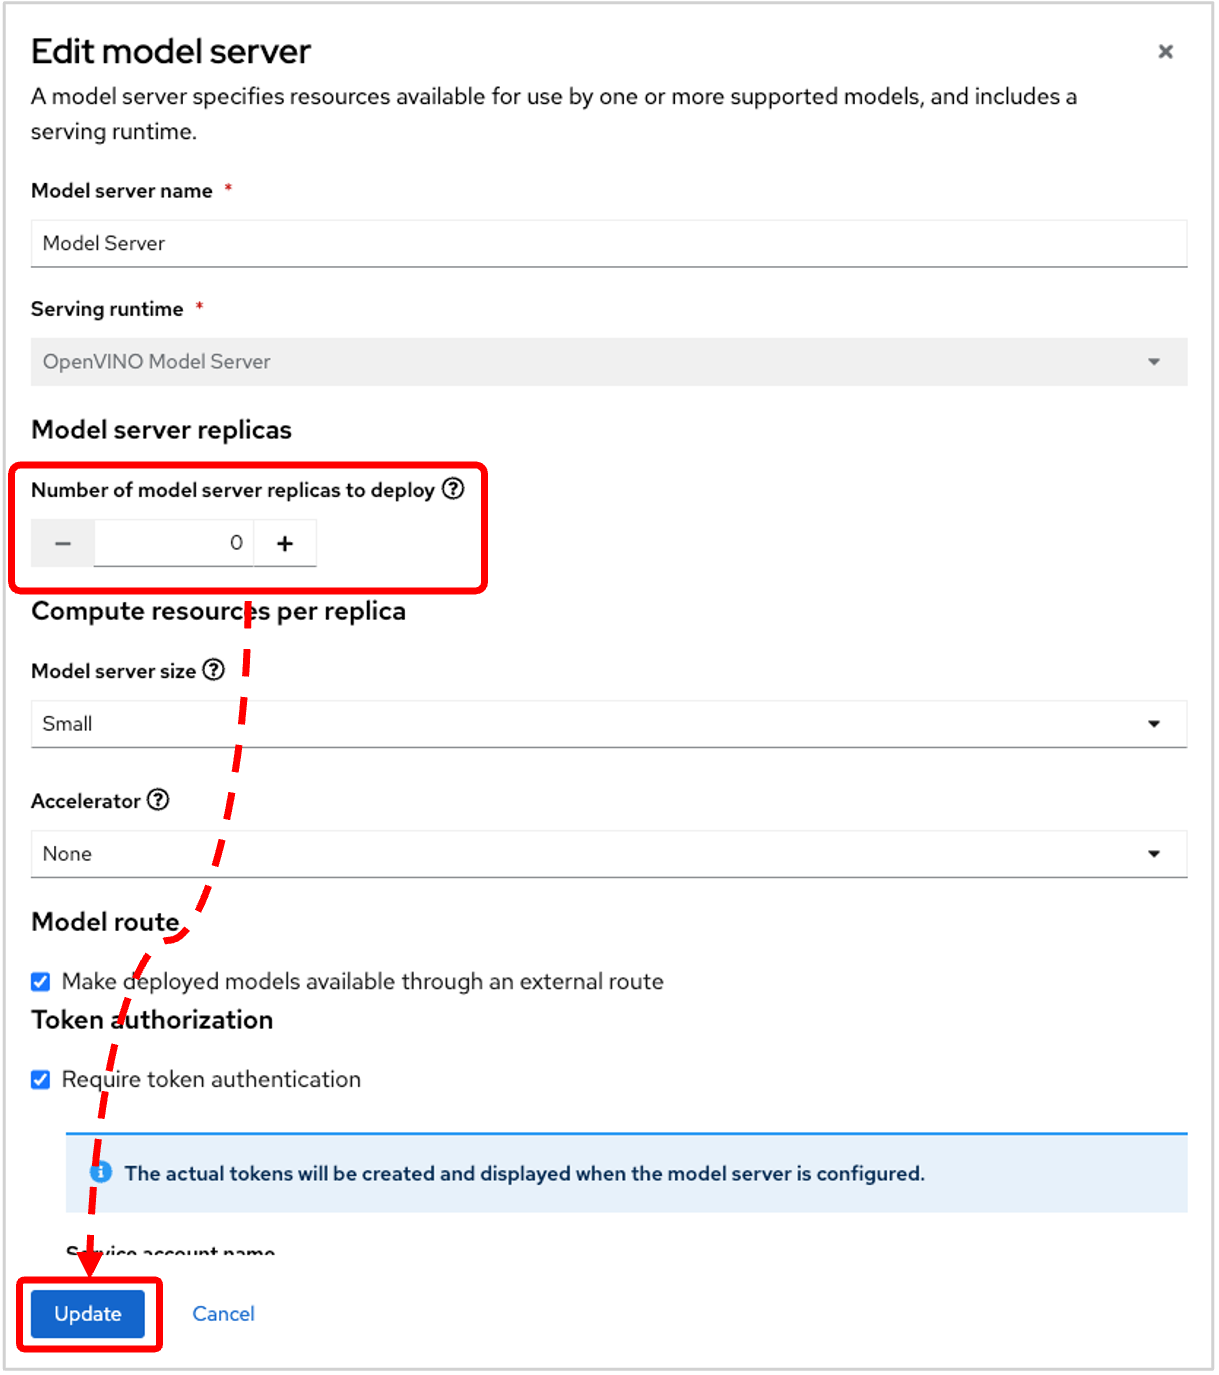 Edit model server
A model server specifies resources available for use by one or more supported models, and includes a
serving runtime.
Model server name *
Model Server
Serving runtime *
OpenVINO Model Server
Model server replicas
Number of model server replicas to deploy
0
Compute resources per replica
Model server size
Small
Accelerator
None
Model route
Make deployed models available through an external route
Token authorization
Require token authentication
The actual tokens will be created and displayed when the model server is configured.
Service account name
Update Cancel